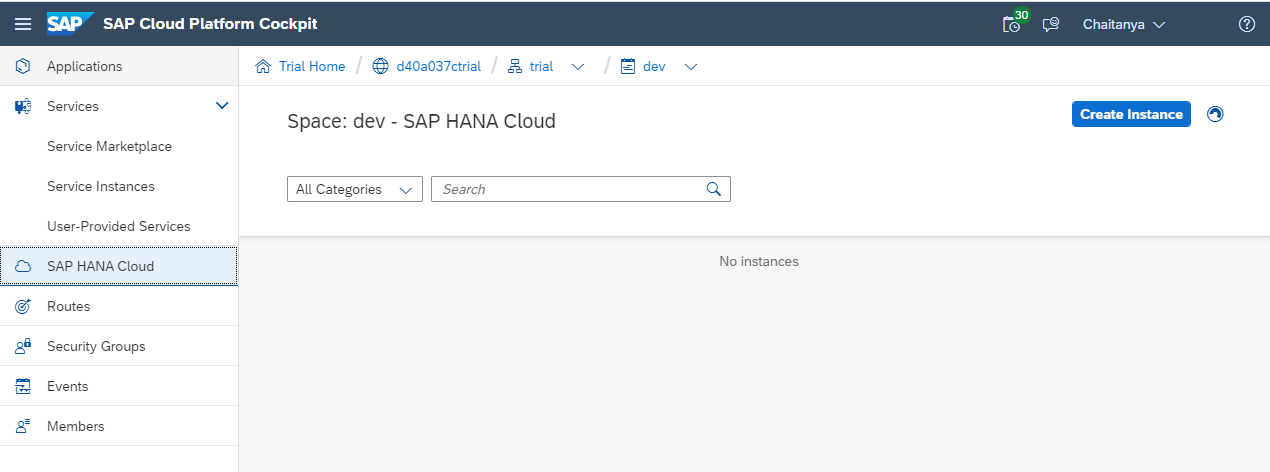 SAP SAP Cloud Platform Cockpit 30 Chaitanya
Applications
Services
Service Marketplace
Service Instances
User-Provided Services
SAP HANA Cloud
Routes
Security Groups
Events
Members
Trial Home / d40a037ctrial / trial / dev
Space: dev - SAP HANA Cloud
Create Instance
All Categories Search
No instances